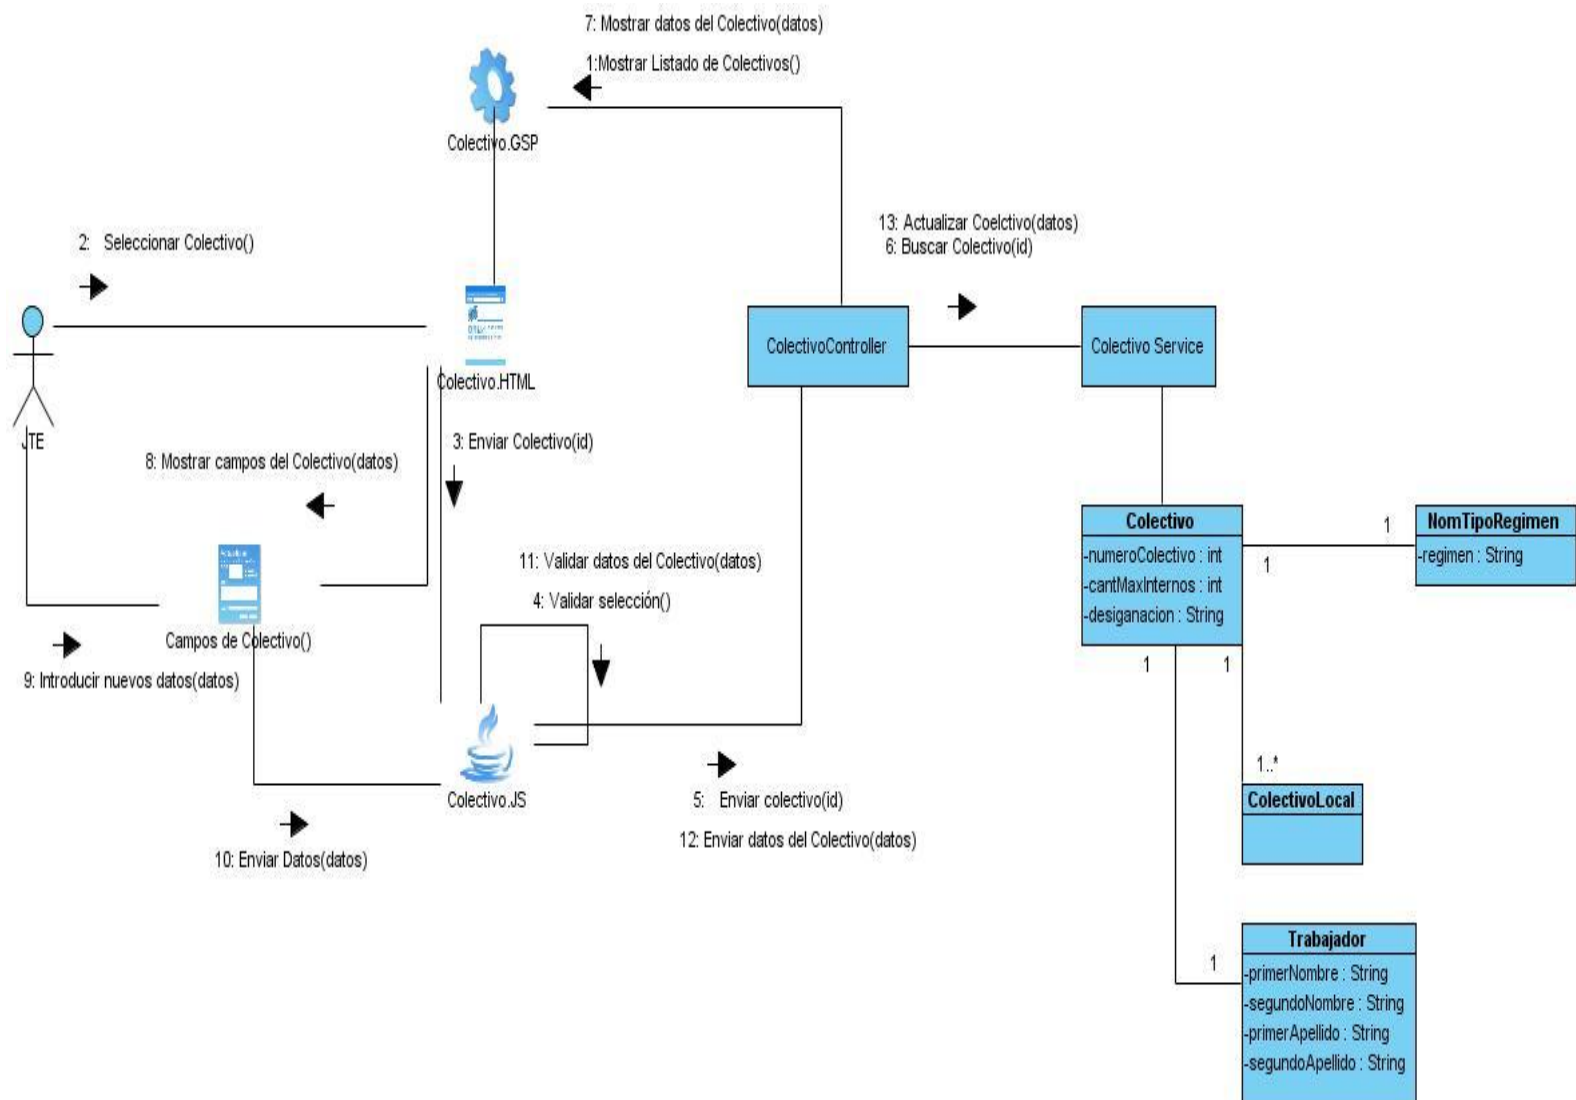 7: Mostrar datos del Colectivo(datos)
1:Mostrar Listado de Colectivos()
Colectivo.GSP
13: Actualizar Coelctivo(datos)
6: Buscar Colectivo(id)
2: Seleccionar Colectivo()
ColectivoController
Colectivo Service
Colectivo.HTML
JTE
3: Enviar Colectivo(id)
8: Mostrar campos del Colectivo(datos)
Colectivo
-numeroColectivo : int
-cantMaxInternos : int
-desiganacion : String
1
1
NomTipoRegimen
-regimen : String
11: Validar datos del Colectivo(datos)
4: Validar selección()
Campos de Colectivo()
9: Introducir nuevos datos(datos)
1
1
1..*
ColectivoLocal
Colectivo.JS
5: Enviar colectivo(id)
12: Enviar datos del Colectivo(datos)
10: Enviar Datos(datos)
1
Trabajador
-primerNombre : String
-segundoNombre : String
-primerApellido : String
-segundoApellido : String